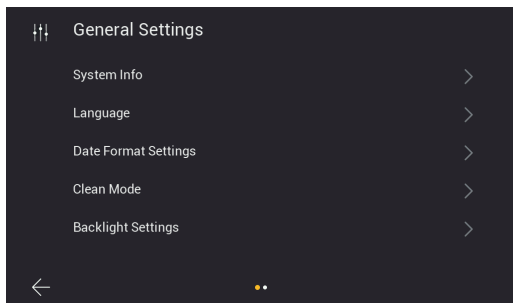 General Settings
System Info
Language
Date Format Settings
Clean Mode
Backlight Settings